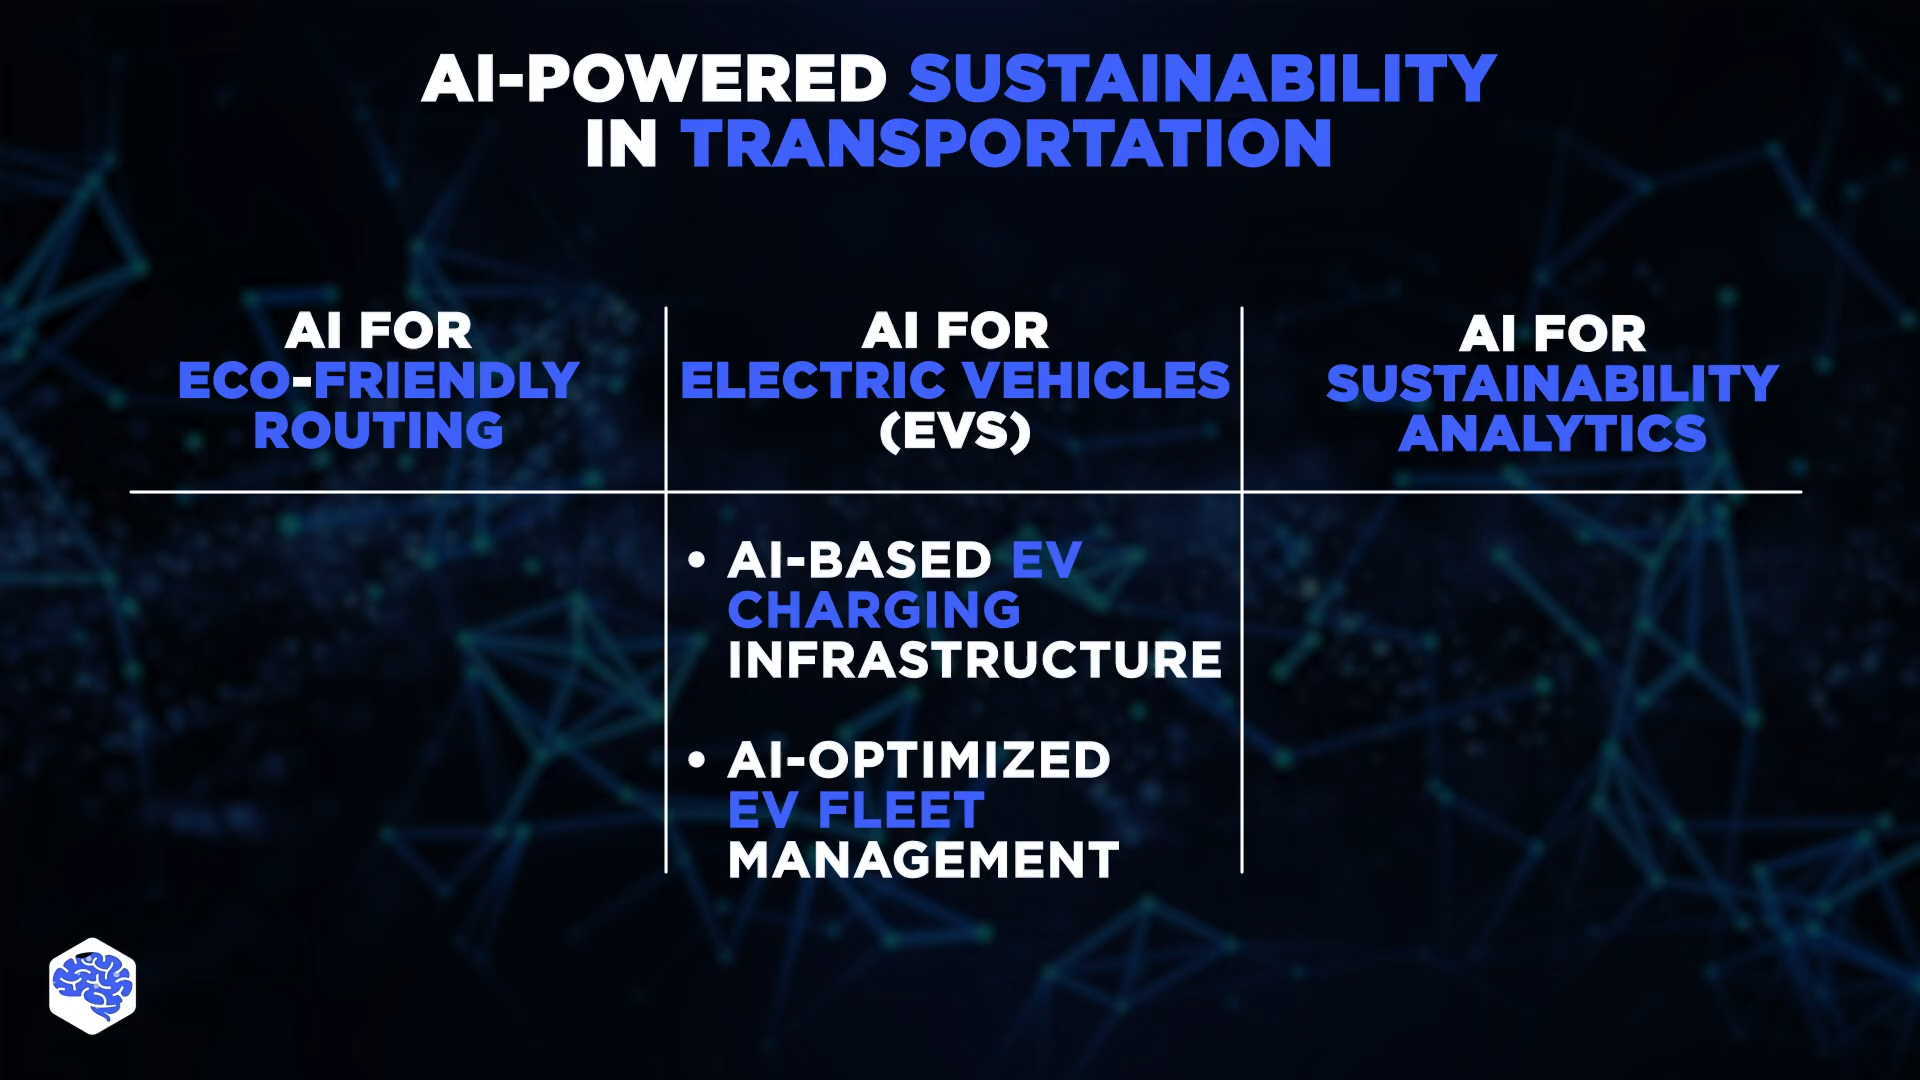 AI-POWERED SUSTAINABILITY
IN TRANSPORTATION
AI FOR
ECO-FRIENDLY
ROUTING
AI FOR
ELECTRIC VEHICLES
(EVS)
AI FOR
SUSTAINABILITY
ANALYTICS
• AI-BASED EV
CHARGING
INFRASTRUCTURE
• AI-OPTIMIZED
EV FLEET
MANAGEMENT